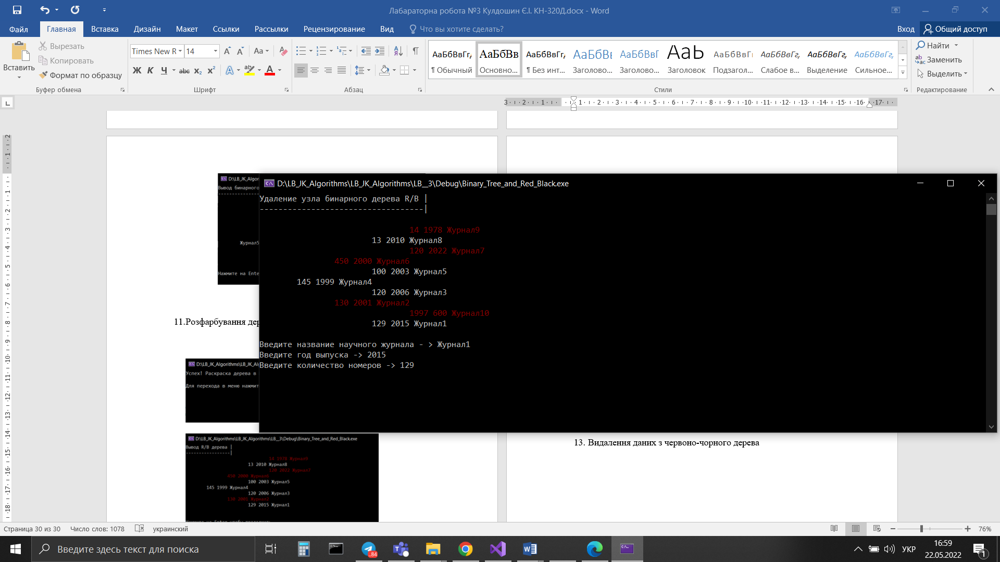 Лабараторна робота №3 Кулдошин Є.І. КН-320Д.docx - Word
Файл
Главная
Вставка
Дизайн
Макет
Ссылки
Рассылки
Рецензирование
Вид
Что вы хотите сделать?
Вход
Общий доступ
Вставить
Вырезать
Копировать
Формат по образцу
Буфер обмена
Times New R
14
Шрифт
Абзац
АаБбВвГг,
АаБбВв
АаБбВвГг,
АаБбВı
АаБбВвГ
АаЬ
АаБбВвГı
АаБбВвГг,
АаБбВвГг,
АаБбВвГг,
¶ Обычный
Основно...
¶ Без инт...
Заголово...
Заголово...
Заголовок
Подзагол...
Слабое в...
Выделение
Сильное...
Стили
Найти
Заменить
Выделить
Редактирование
D:\LB_JK_Algor
Вывод бинарного
Журнал5
Нажмите на Ente
11.Розфарбування дер
D:\LB_JK_Algorithms\LB_JK_Al
Успех! Раскраска дерева в
Для перехода в меню нажмит
D:\LB_JK_Algorithms\LB_JK_Algorithms\LB__3\Debug\Binary_Tree_and_Red_Black.exe
Вывод R/B дерева |
-----------------|
14 1978 Журнал9
13 2010 Журнал8
120 2022 Журнал7
450 2000 Журнал6
100 2003 Журнал5
145 1999 Журнал4
120 2006 Журнал3
130 2001 Журнал2
129 2015 Журнал1
D:\LB_JK_Algorithms\LB_JK_Algorithms\LB__3\Debug\Binary_Tree_and_Red_Black.exe
Удаление узла бинарного дерева R/B |
-----------------------------------|
14 1978 Журнал9
13 2010 Журнал8
120 2022 Журнал7
450 2000 Журнал6
100 2003 Журнал5
145 1999 Журнал4
120 2006 Журнал3
130 2001 Журнал2
1997 600 Журнал10
129 2015 Журнал1
Введите название научного журнала - > Журнал1
Введите год выпуска -> 2015
Введите количество номеров -> 129
13. Видалення даних з червоно-чорного дерева
Страница 30 из 30
Число слов: 1078
украинский
76%
Введите здесь текст для поиска
..84
УКР
16:59
22.05.2022
1